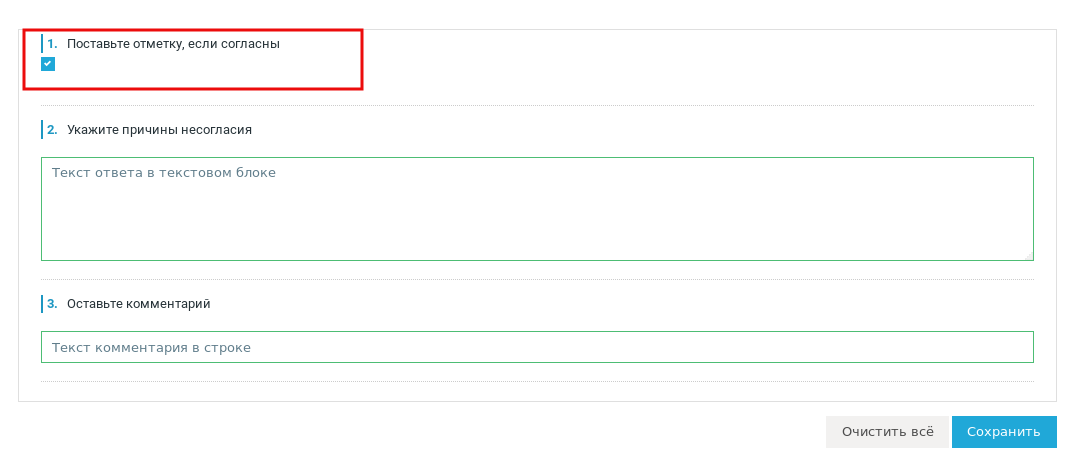 1. Поставьте отметку, если согласны
2. Укажите причины несогласия
Текст ответа в текстовом блоке
3. Оставьте комментарий
Текст комментария в строке
Очистить всё Сохранить